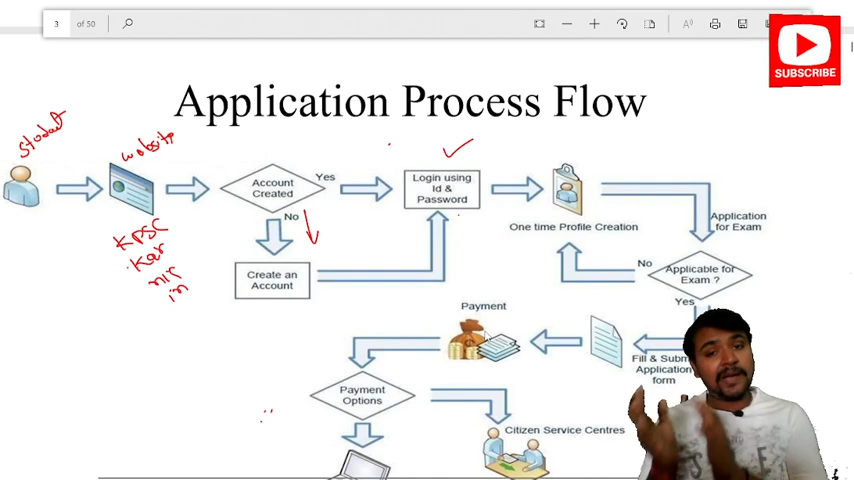 3 of 50
SUBSCRIBE
Application Process Flow
student
website
KPSC
.Kar
nic
in
Account
Created
Yes
No
Login using
Id &
Password
One time Profile Creation
Application
for Exam
Create an
Account
No
Applicable for
Exam ?
Yes
Payment
Fill &
Application
form
Payment
Options
Citizen Service Centres